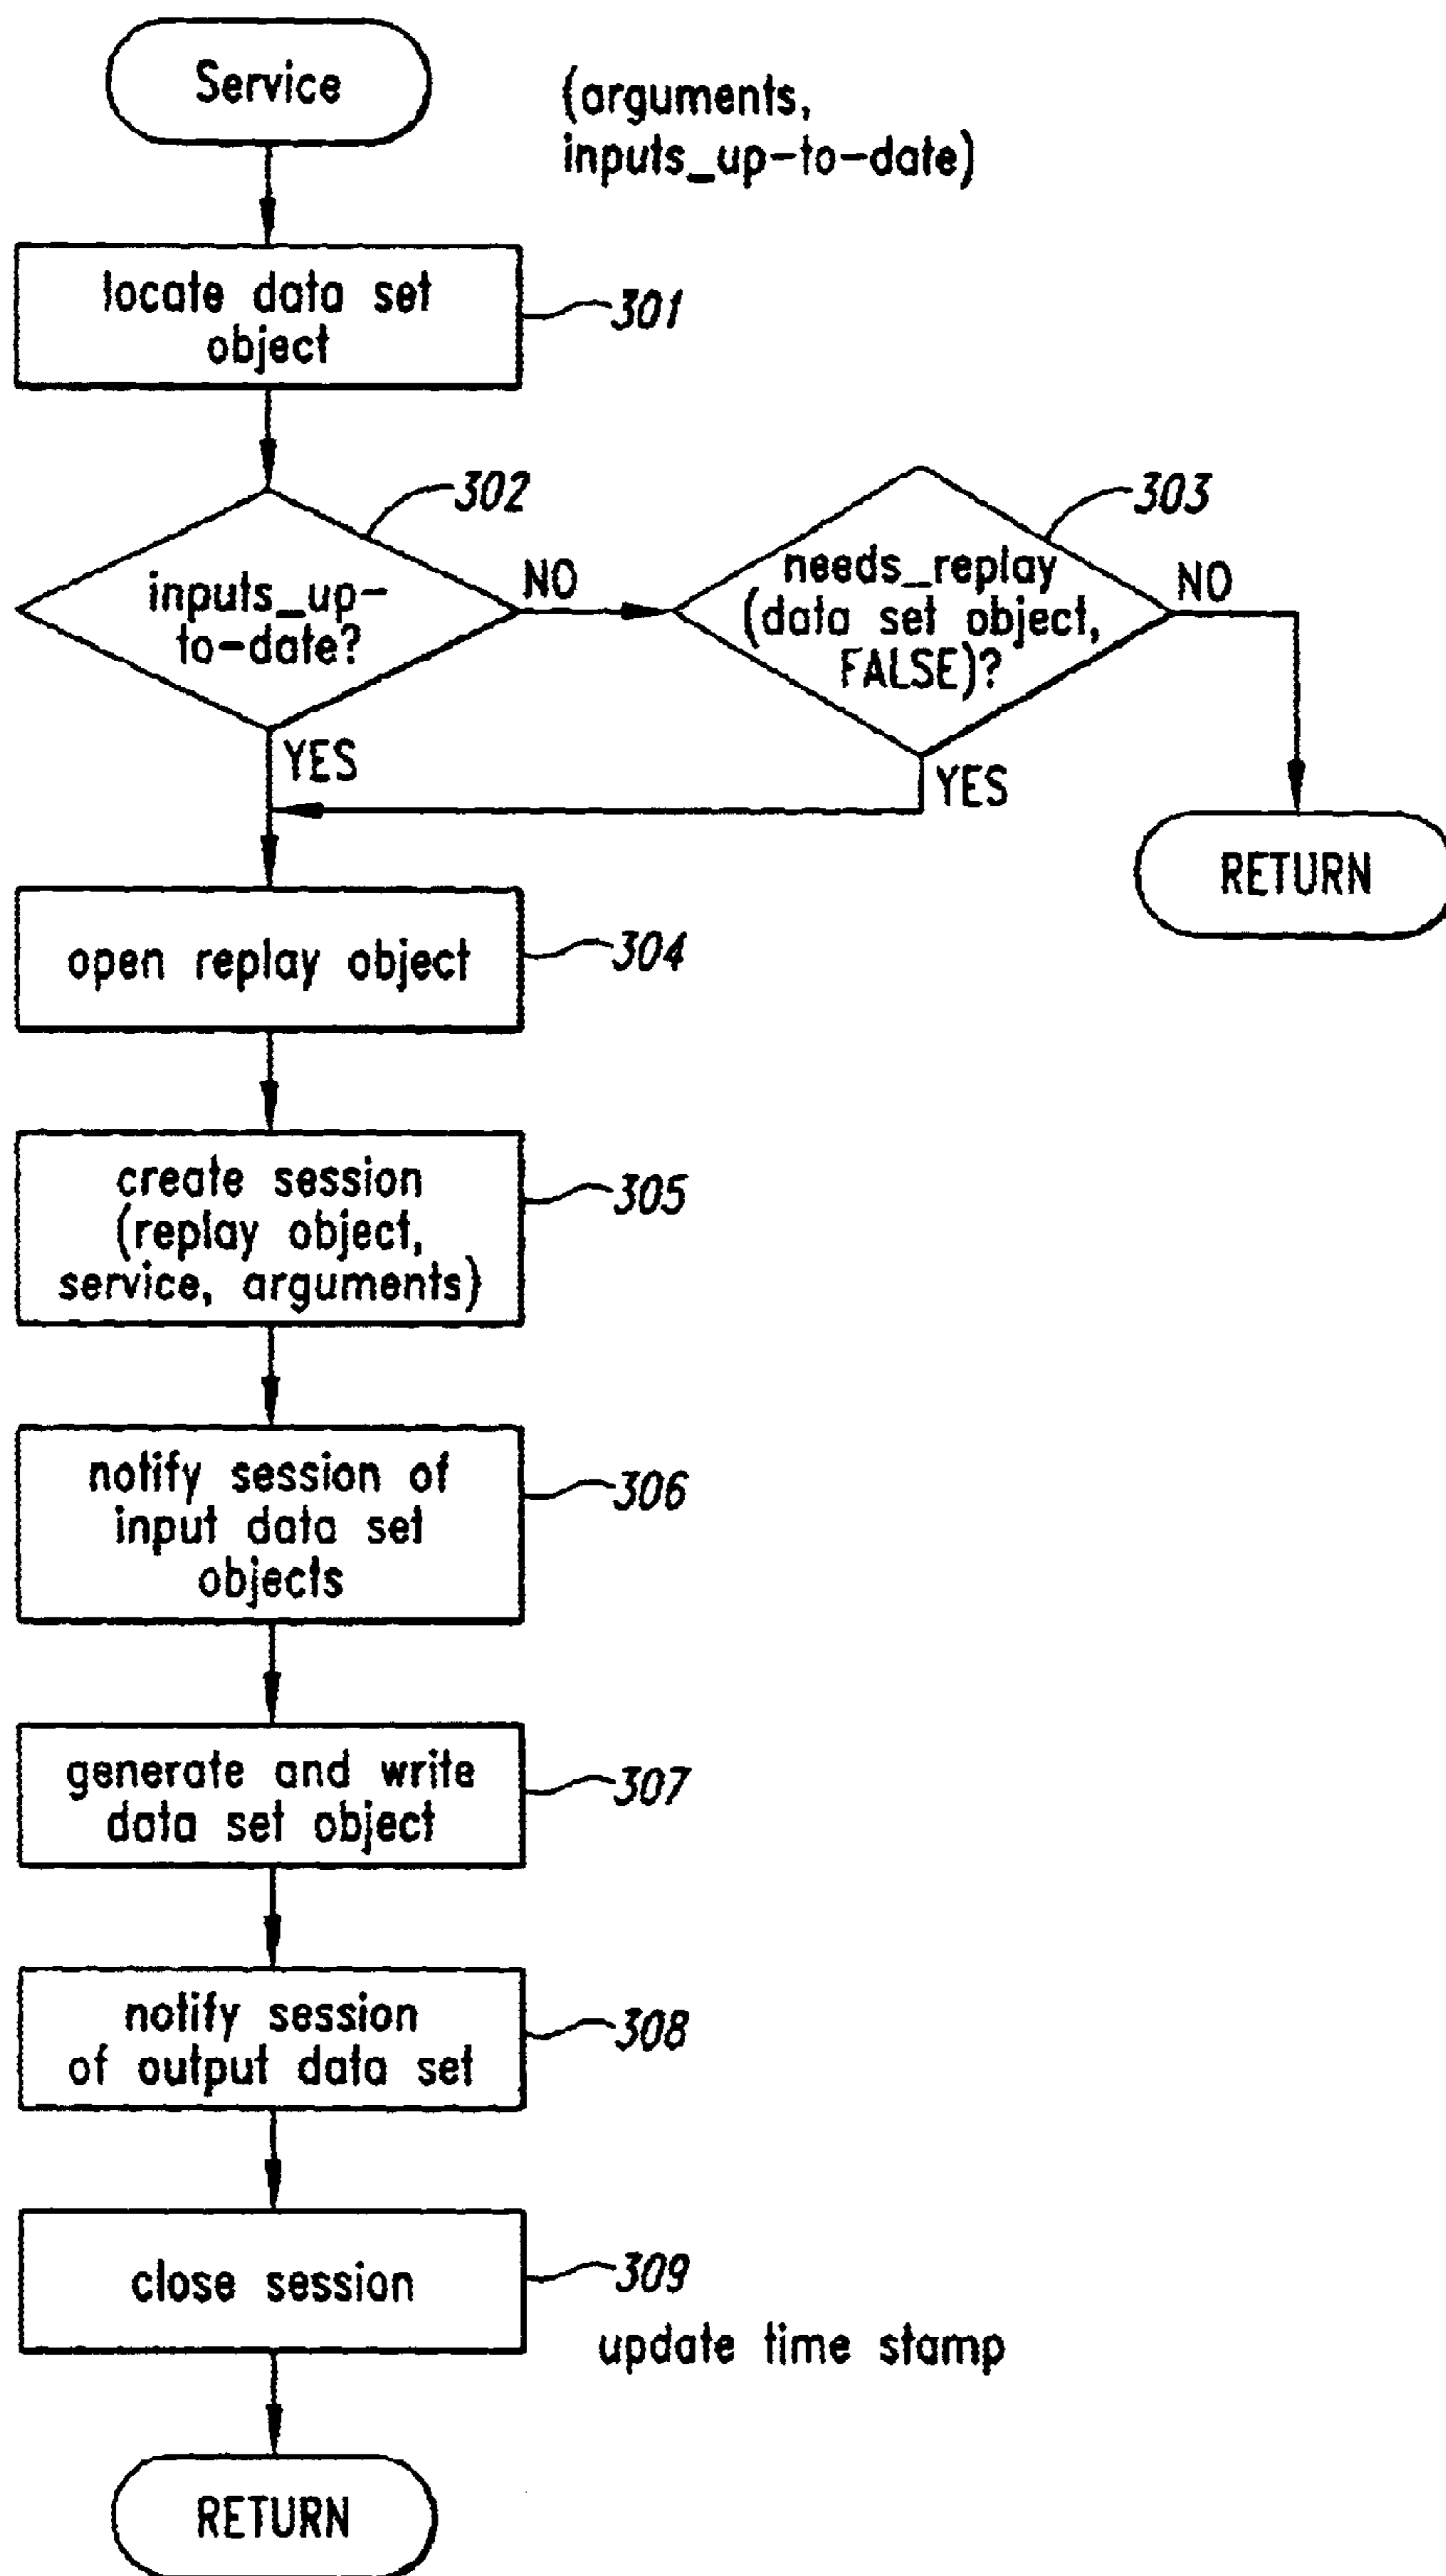 Service
(arguments,
inputs_up-to-date)
locate data set
object
301
302
inputs_up-
to-date?
NO
YES
303
needs_replay
(data set object,
FALSE)?
NO
YES
RETURN
open replay object
304
create session
(replay object,
service, arguments)
305
notify session of
input data set
objects
306
generate and write
data set object
307
notify session
of output data set
308
close session
309
update time stamp
RETURN